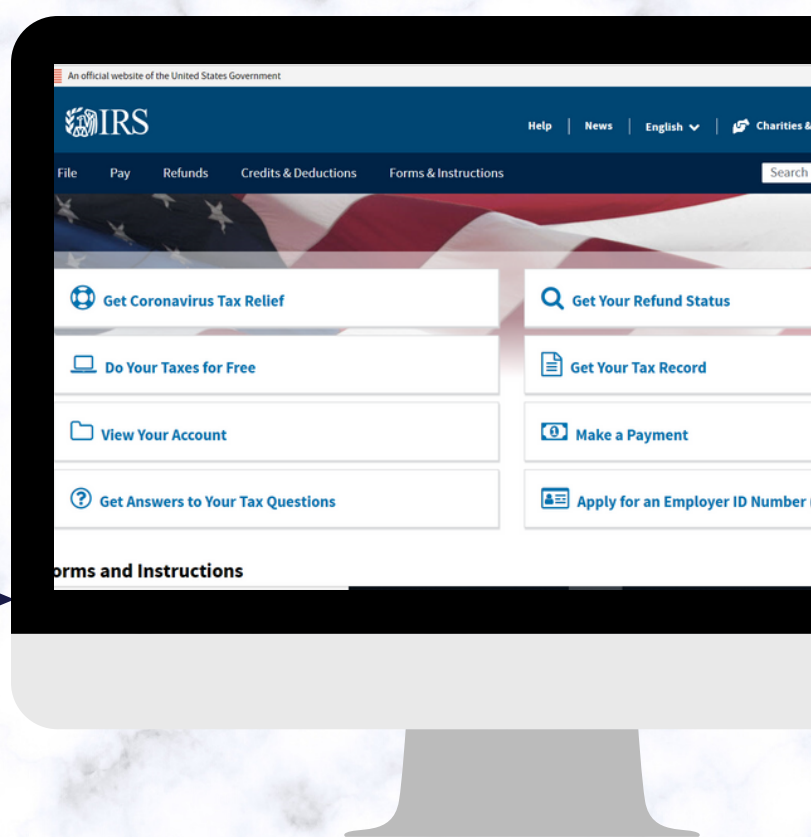 An official website of the United States Government
IRS
Help News English Charities &
File Pay Refunds Credits & Deductions Forms & Instructions Search
Get Coronavirus Tax Relief Get Your Refund Status
Do Your Taxes for Free Get Your Tax Record
View Your Account Make a Payment
Get Answers to Your Tax Questions Apply for an Employer ID Number
orms and Instructions